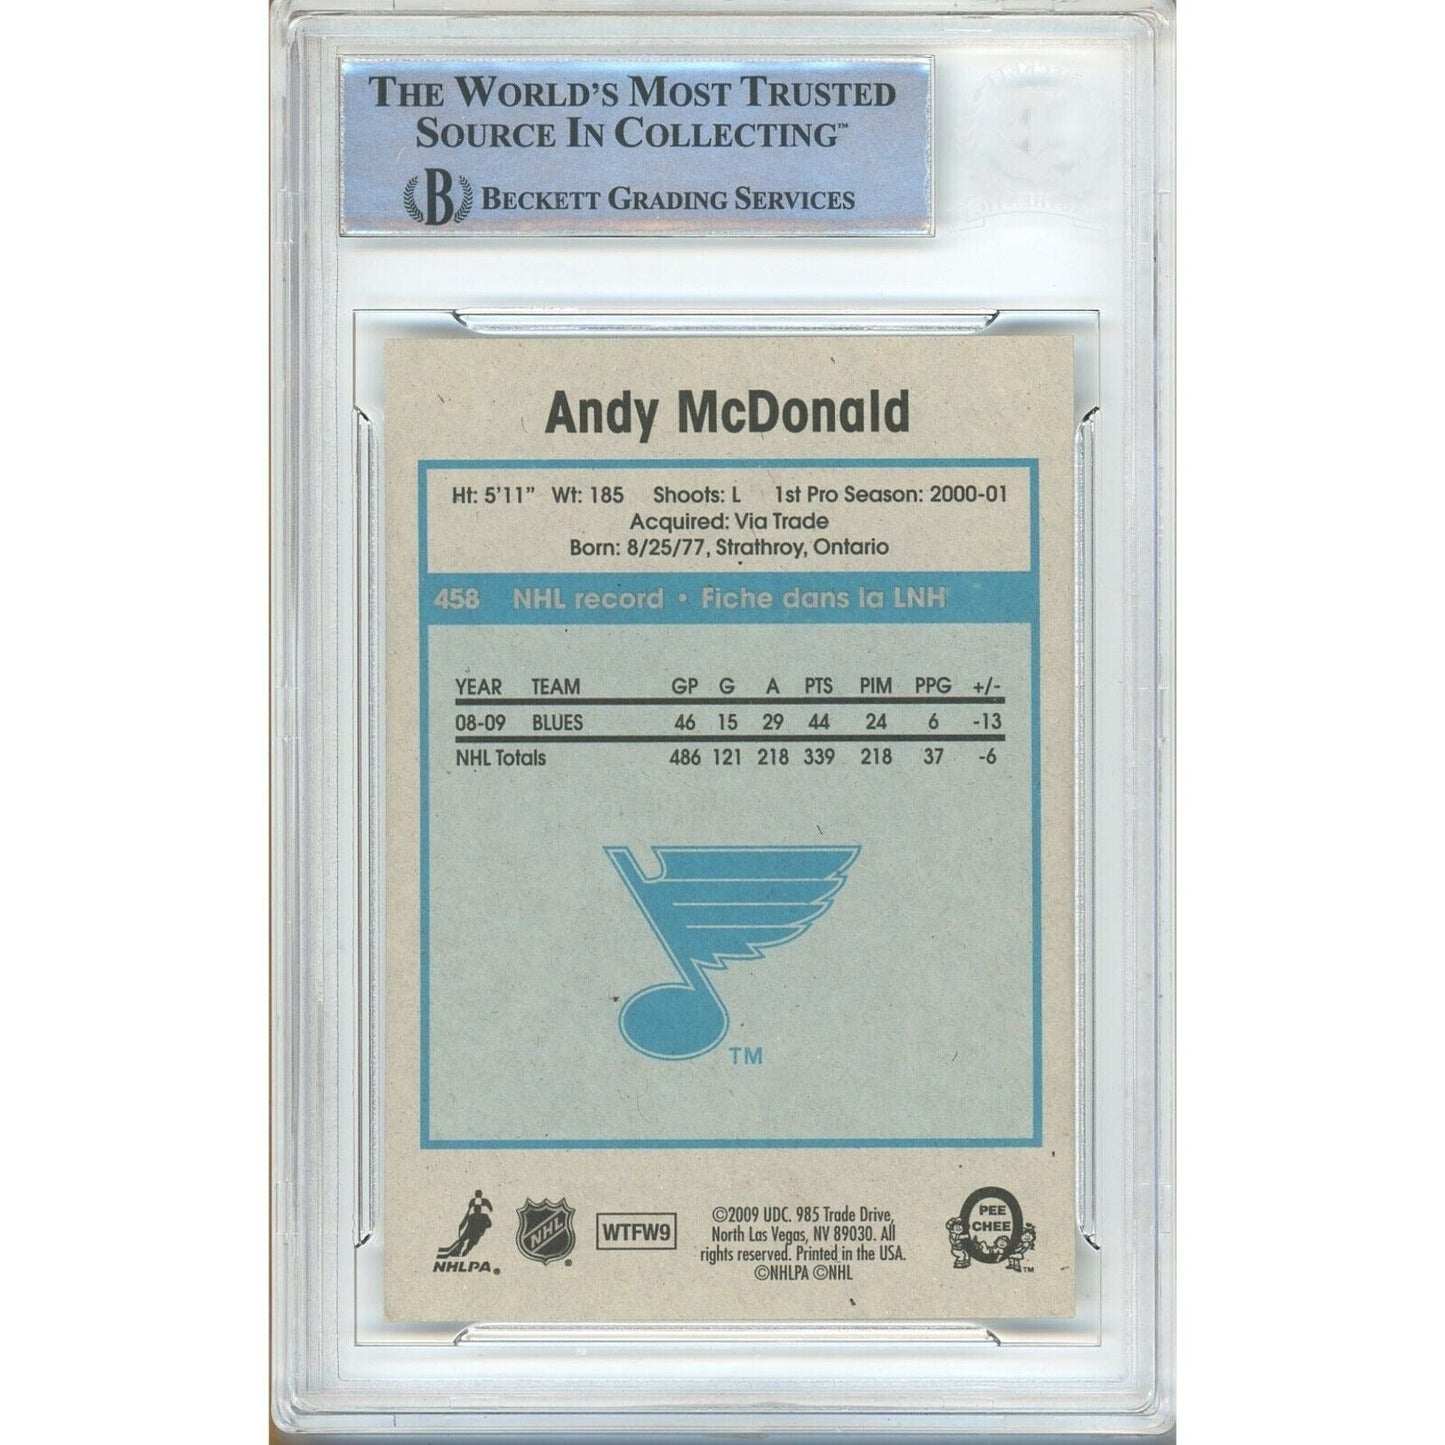 THE WORLD'S MOST TRUSTED
SOURCE IN COLLECTING™
B BECKETT GRADING SERVICES
Andy McDonald
Ht: 5'11" Wt: 185 Shoots: L 1st Pro Season: 2000-01
Acquired: Via Trade
Born: 8/25/77, Strathroy, Ontario
458 NHL record • Fiche dans la LNH
YEAR TEAM GP G A PTS PIM PPG +/-
08-09 BLUES 46 15 29 44 24 6 -13
NHL Totals 486 121 218 339 218 37 -6
TM
NHLPA®
NHL®
WTFW9
©2009 UDC. 985 Trade Drive,
North Las Vegas, NV 89030. All
rights reserved. Printed in the USA.
©NHLPA ©NHL
O PEE
CHEE
TM